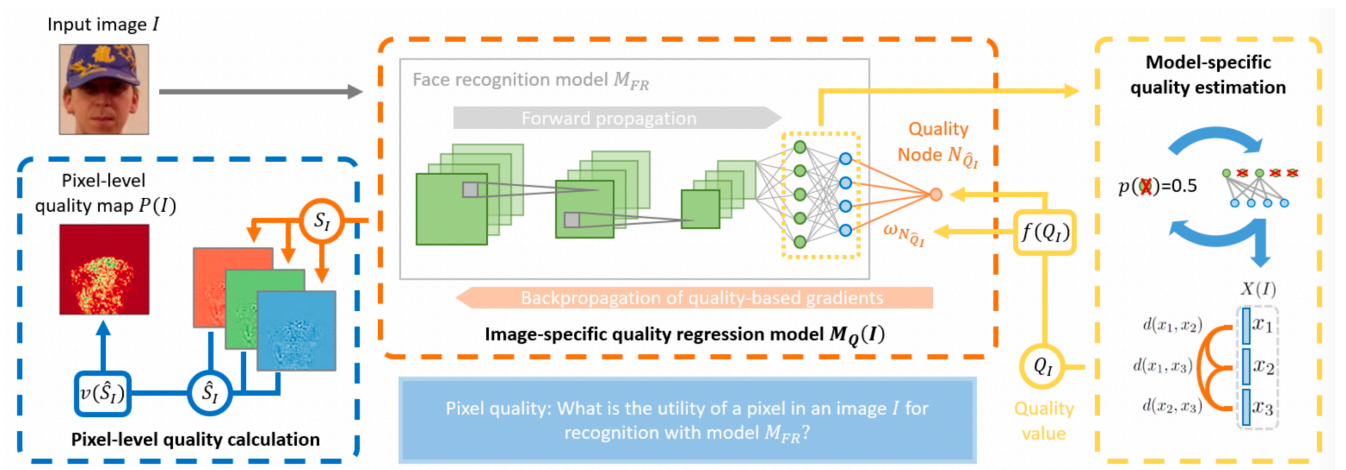 Input image I
Face recognition model M_FR
Forward propagation
Quality
Node N_Q̂_I
ω_N_Q̂_I
Backpropagation of quality-based gradients
Image-specific quality regression model M_Q(I)
Pixel quality: What is the utility of a pixel in an image I for
recognition with model M_FR?
Pixel-level
quality map P(I)
S_I
Ŝ_I
v(Ŝ_I)
Pixel-level quality calculation
f(Q_I)
Q_I
Quality
value
Model-specific
quality estimation
p(X)=0.5
X(I)
d(x₁, x₂)
x₁
d(x₁, x₃)
x₂
d(x₂, x₃)
x₃